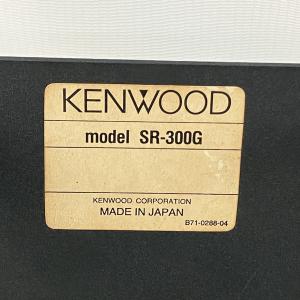 KENWOOD
model SR-300G
KENWOOD CORPORATION
MADE IN JAPAN
B71-0288-04